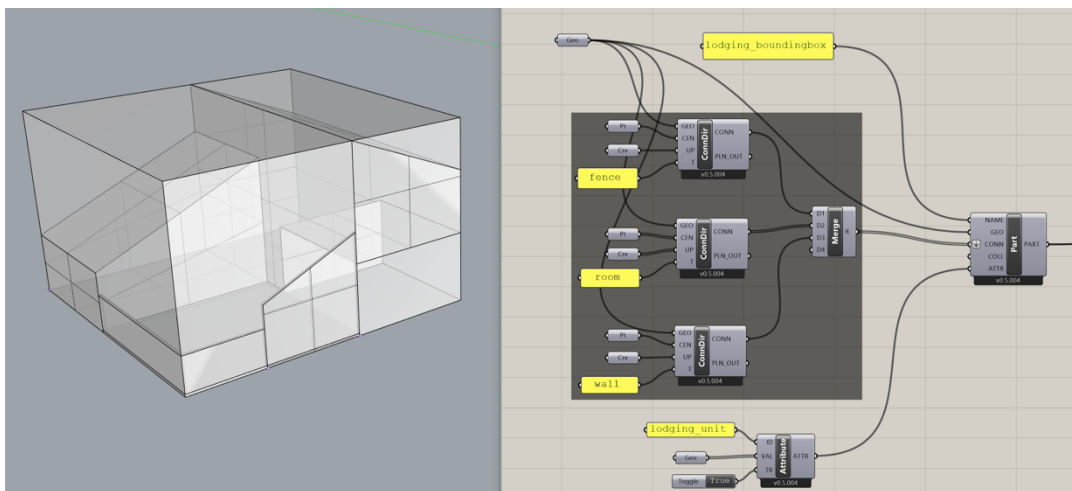 Geo
lodging_boundingbox
Pt
Crv
fence
GEO
CEN
UP
T
ConnDir
CONN
PLN_OUT
v0.5.004
Pt
Crv
room
GEO
CEN
UP
T
ConnDir
CONN
PLN_OUT
v0.5.004
Pt
Crv
wall
GEO
CEN
UP
T
ConnDir
CONN
PLN_OUT
v0.5.004
D1
D2
D3
D4
Merge
R
NAME
GEO
CONN
COLL
ATTR
Part
PART
v0.5.004
lodging_unit
Geo
Toggle True
ID
VAL
TR
Attribute
ATTR
v0.5.004